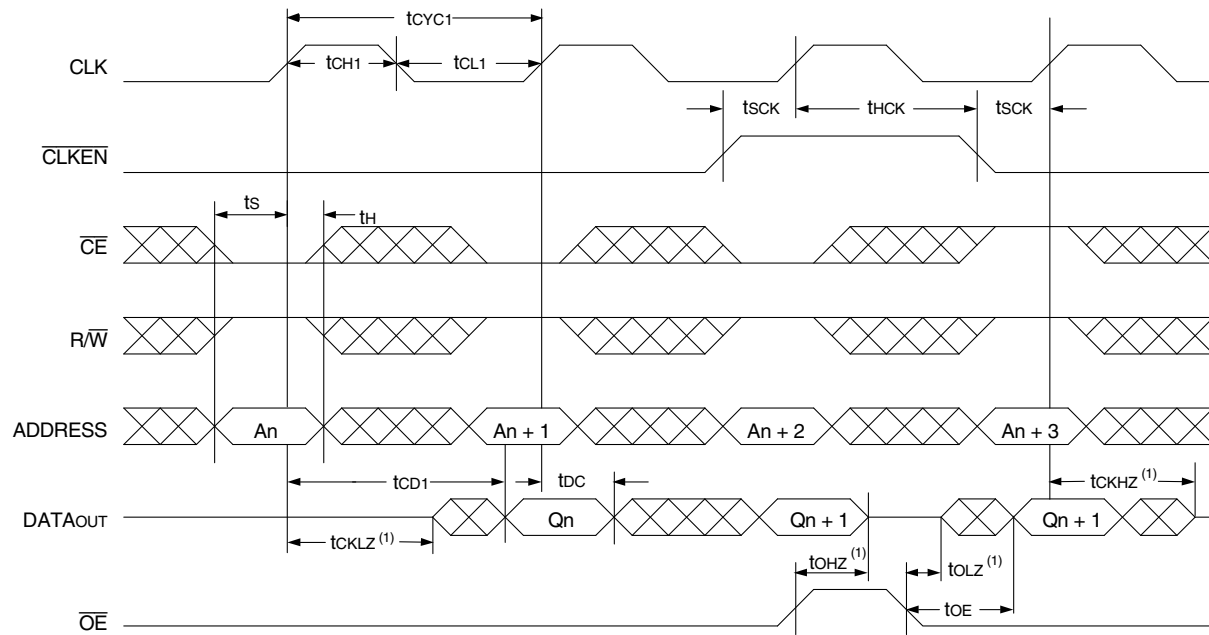 tCYC1
CLK
tCH1
tCL1
tSCK
tHCK
tSCK
CLKEN
tS
tH
CE
R/W
ADDRESS
An
An + 1
An + 2
An + 3
tCD1
tDC
tCKHZ (1)
DATAOUT
Qn
Qn + 1
Qn + 1
tCKLZ (1)
tOHZ (1)
tOLZ (1)
tOE
OE